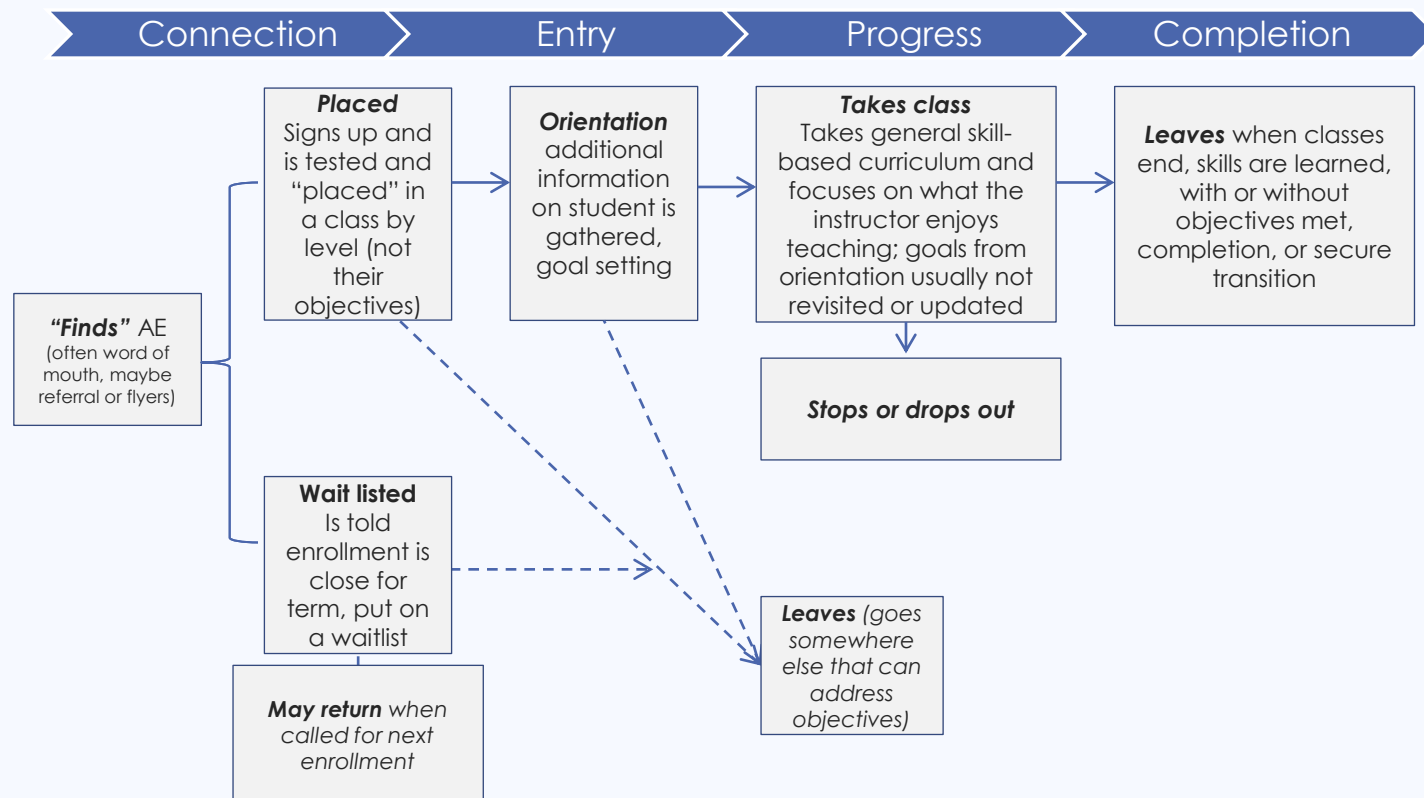 Connection
Entry
Progress
Completion
“Finds” AE
(often word of
mouth, maybe
referral or flyers)
Placed
Signs up and
is tested and
“placed” in
a class by
level (not
their
objectives)
Orientation
additional
information
on student is
gathered,
goal setting
Takes class
Takes general skill-
based curriculum and
focuses on what the
instructor enjoys
teaching; goals from
orientation usually not
revisited or updated
Leaves when classes
end, skills are learned,
with or without
objectives met,
completion, or secure
transition
Stops or drops out
Wait listed
Is told
enrollment is
close for
term, put on
a waitlist
May return when
called for next
enrollment
Leaves (goes
somewhere
else that can
address
objectives)